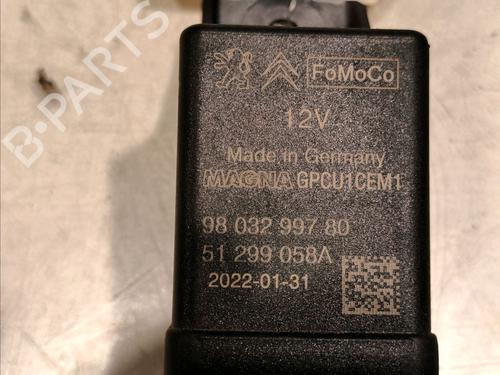 FoMoCo
12V
Made in Germany
MAGNA GPCU1CEM1
98 032 997 80
51 299 058A
2022-01-31
B-PARTS